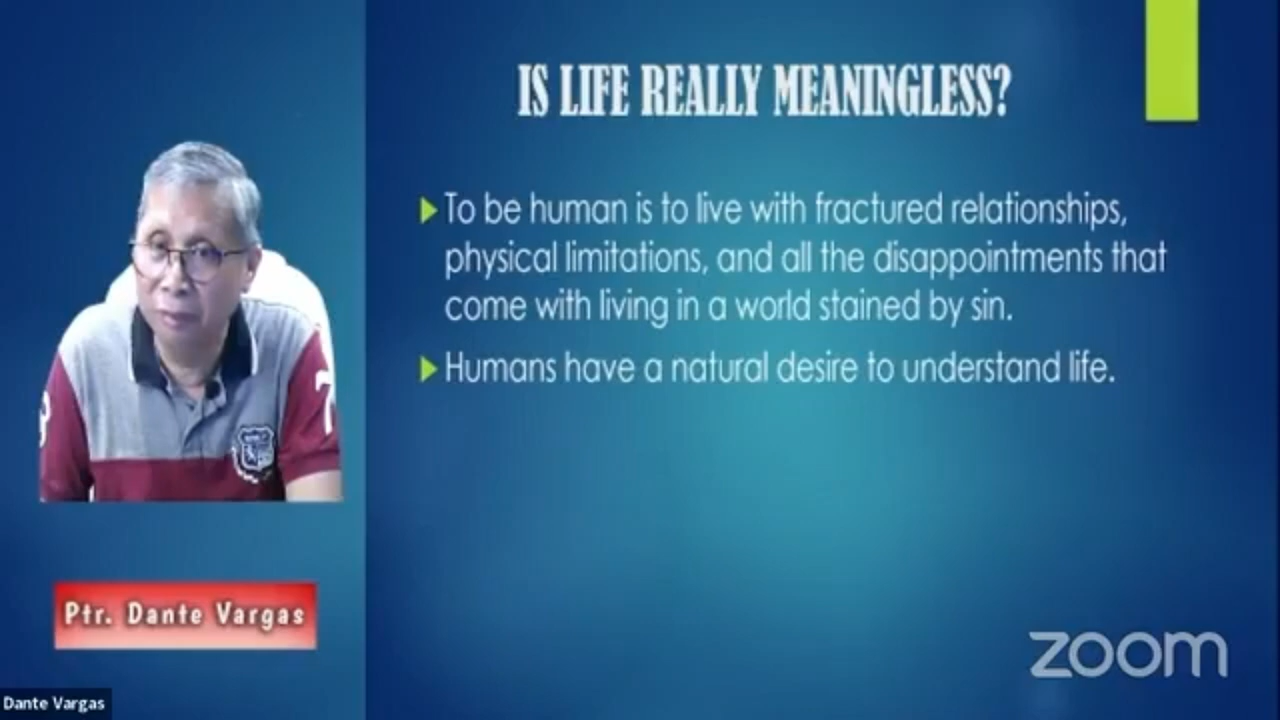 IS LIFE REALLY MEANINGLESS?
To be human is to live with fractured relationships,
physical limitations, and all the disappointments that
come with living in a world stained by sin.
Humans have a natural desire to understand life.
Ptr. Dante Vargas
zoom
Dante Vargas